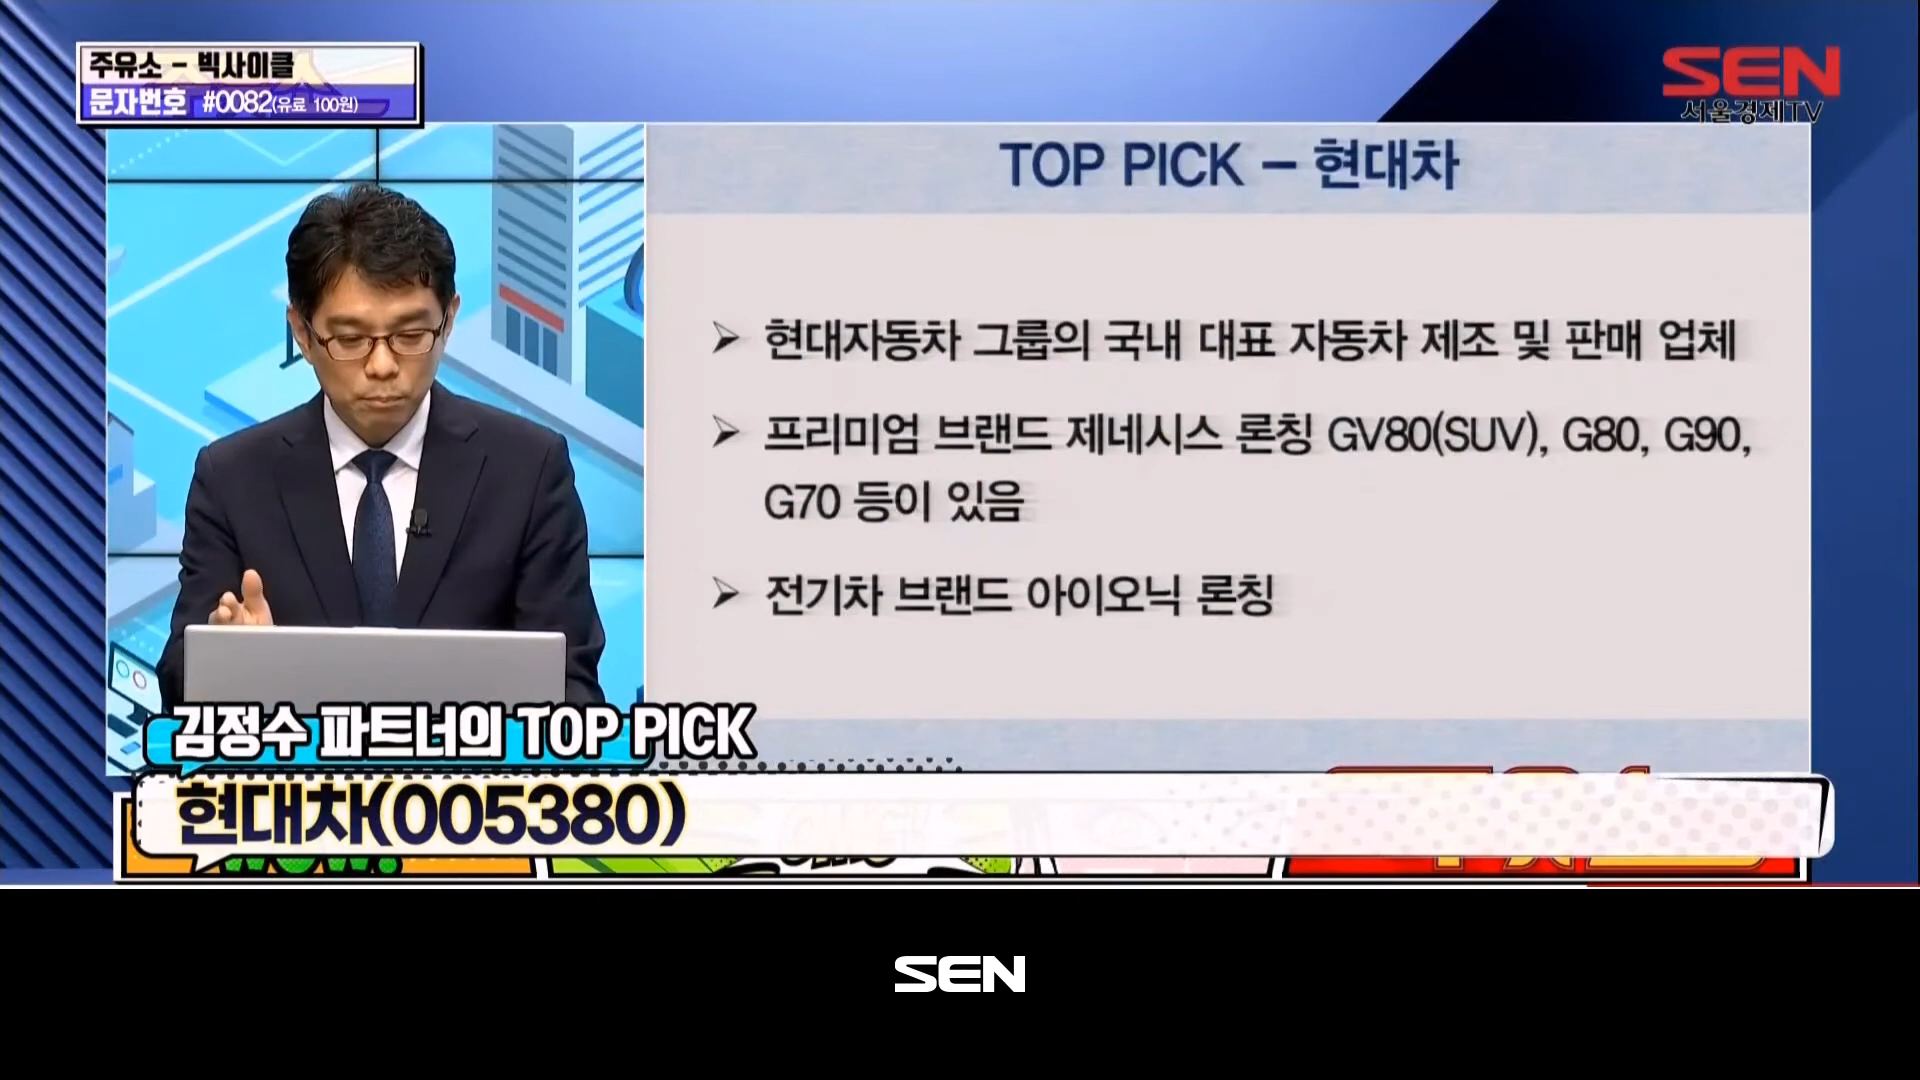 주유소 - 빅사이클
문자번호 #0082(유료 100원)
SEN
서울경제TV
TOP PICK – 현대차
➢ 현대자동차 그룹의 국내 대표 자동차 제조 및 판매 업체
➢ 프리미엄 브랜드 제네시스 론칭 GV80(SUV), G80, G90,
G70 등이 있음
➢ 전기차 브랜드 아이오닉 론칭
김정수 파트너의 TOP PICK
현대차(005380)
SEN